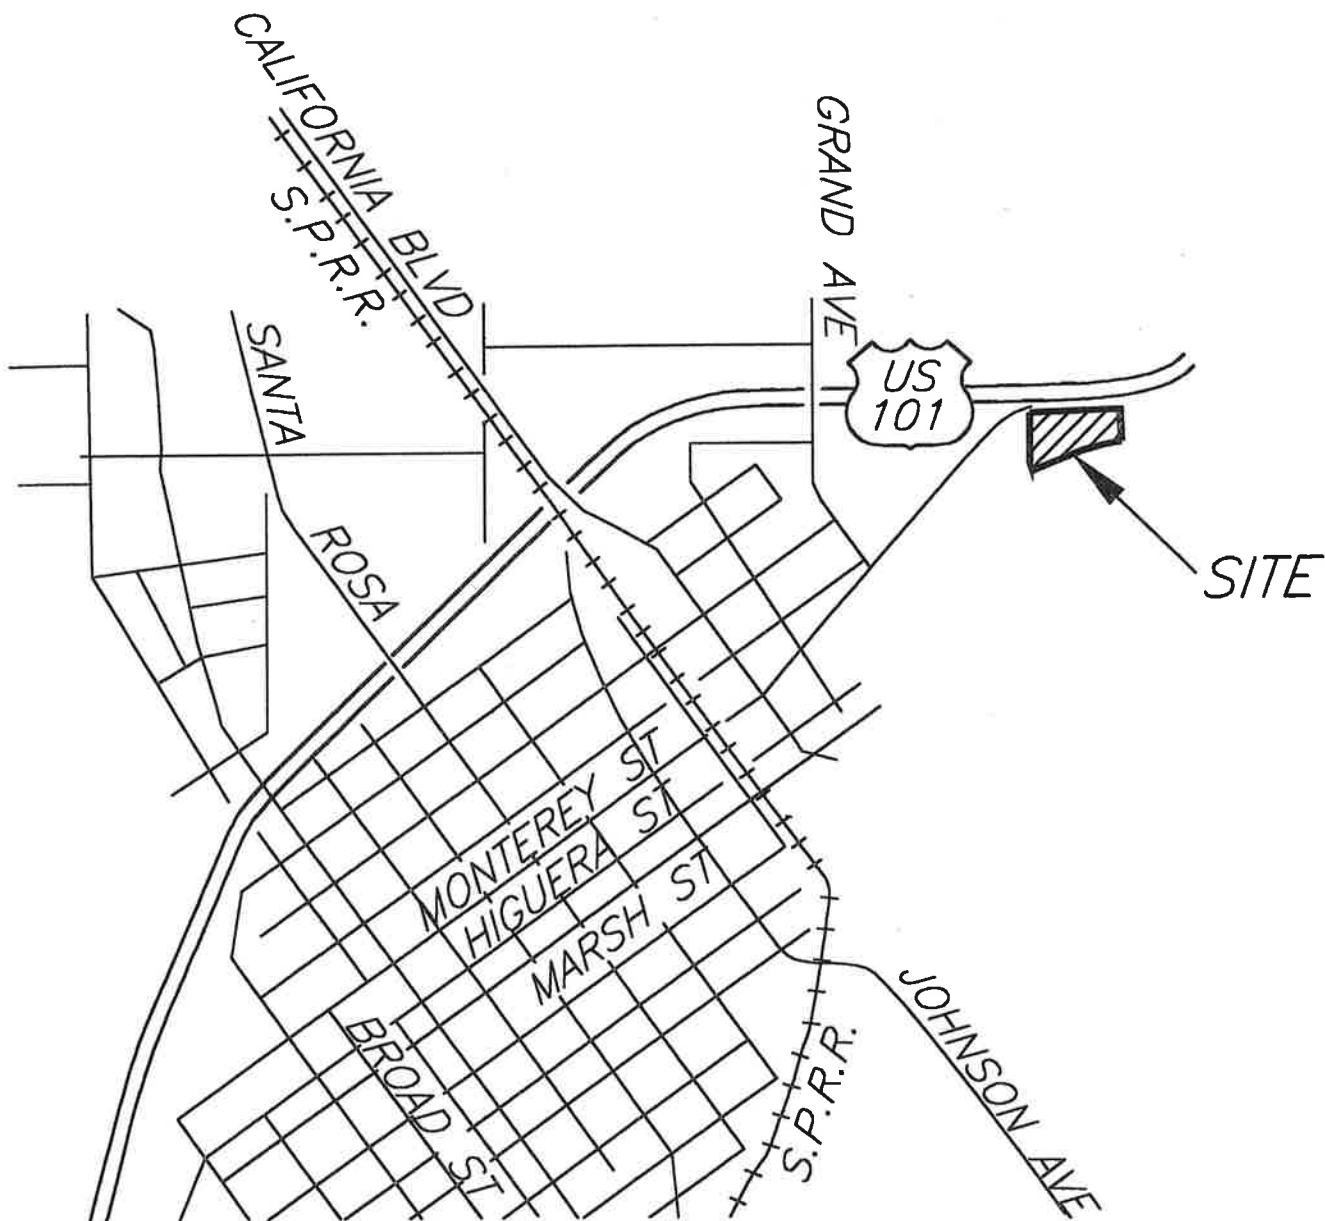 CALIFORNIA BLVD
S.P.R.R.
GRAND AVE
SANTA ROSA
US
101
SITE
MONTEREY ST
HIGUERA ST
MARSH ST
BROAD ST
JOHNSON AVE
S.P.R.R.